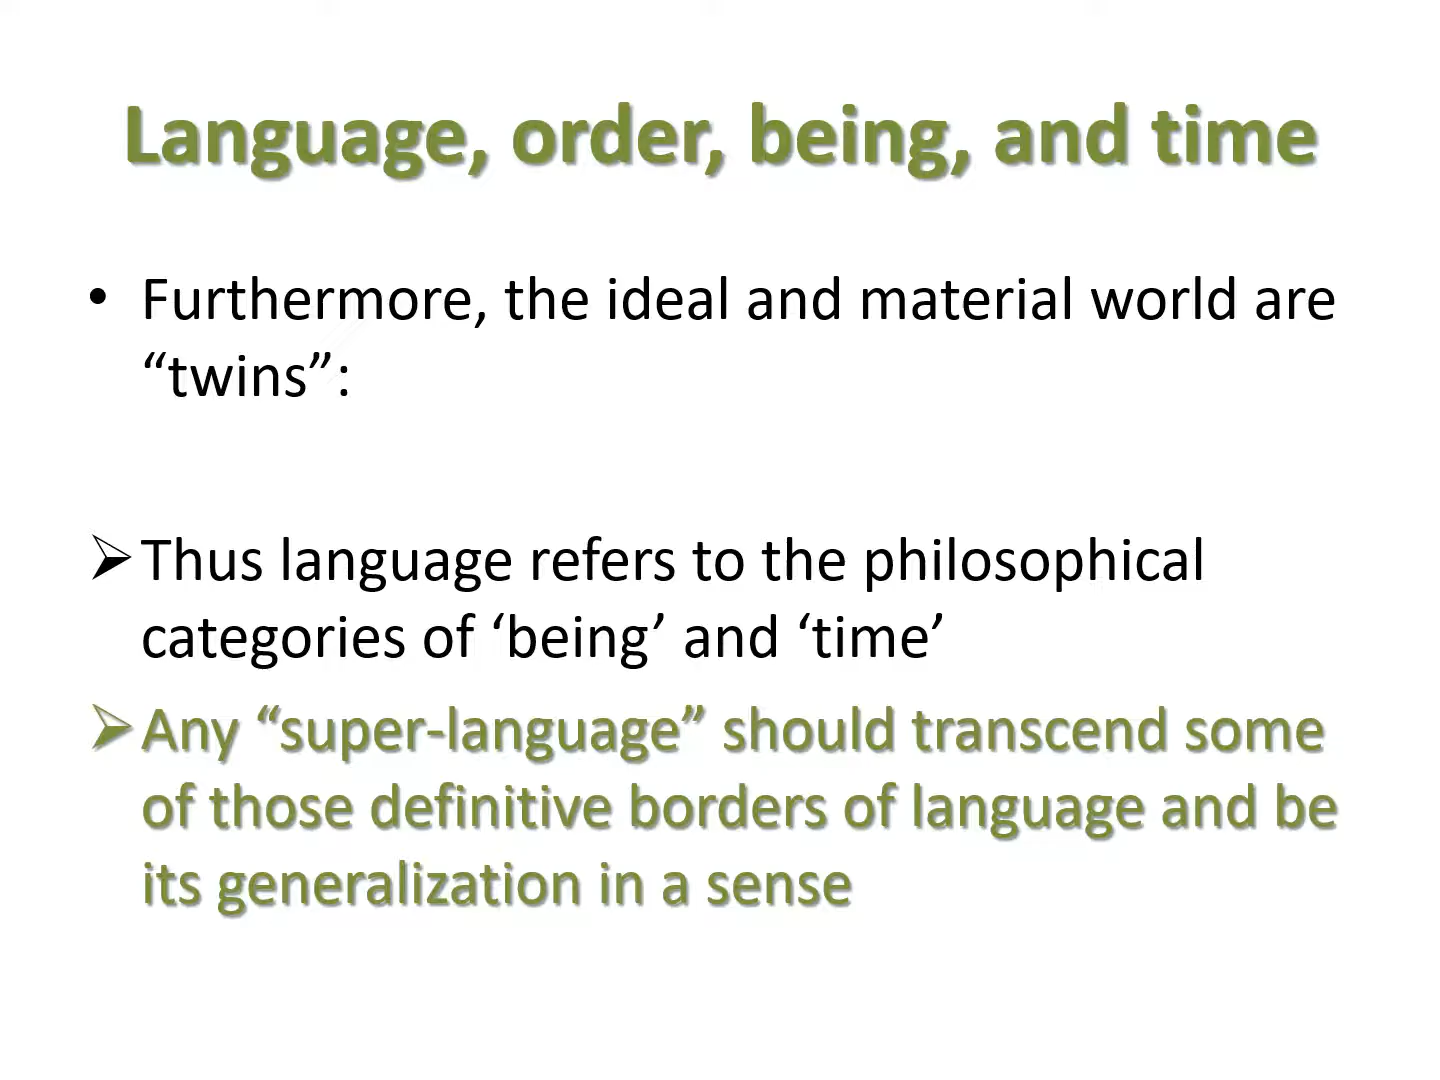 Language, order, being, and time
• Furthermore, the ideal and material world are
“twins”:
➢Thus language refers to the philosophical
categories of ‘being’ and ‘time’
➢Any “super-language” should transcend some
of those definitive borders of language and be
its generalization in a sense